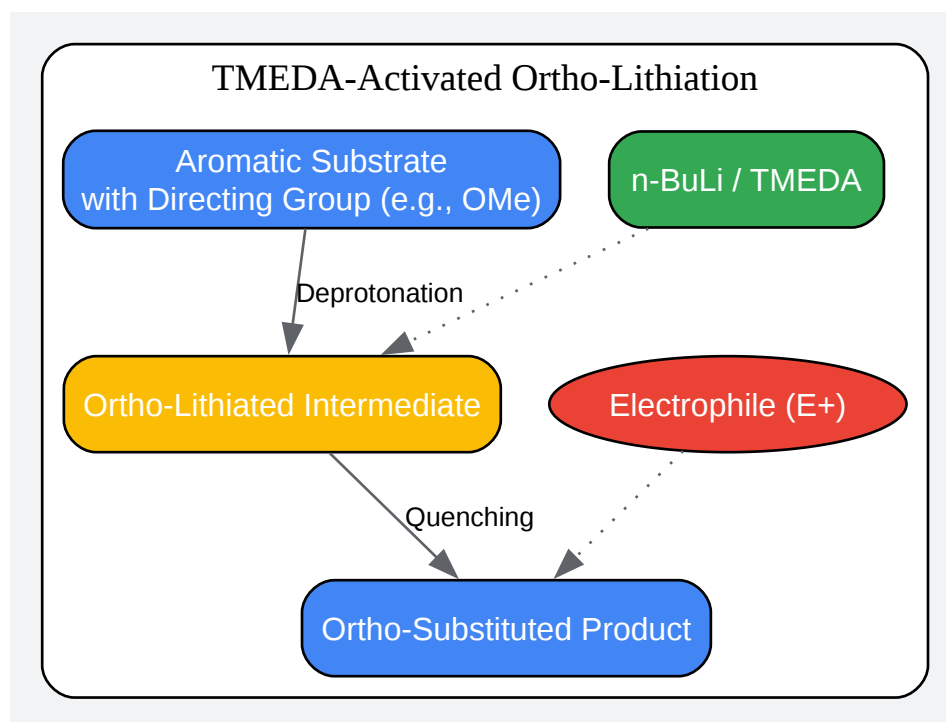 TMEDA-Activated Ortho-Lithiation
Aromatic Substrate
with Directing Group (e.g., OMe)
n-BuLi / TMEDA
Deprotonation
Ortho-Lithiated Intermediate
Electrophile (E+)
Quenching
Ortho-Substituted Product